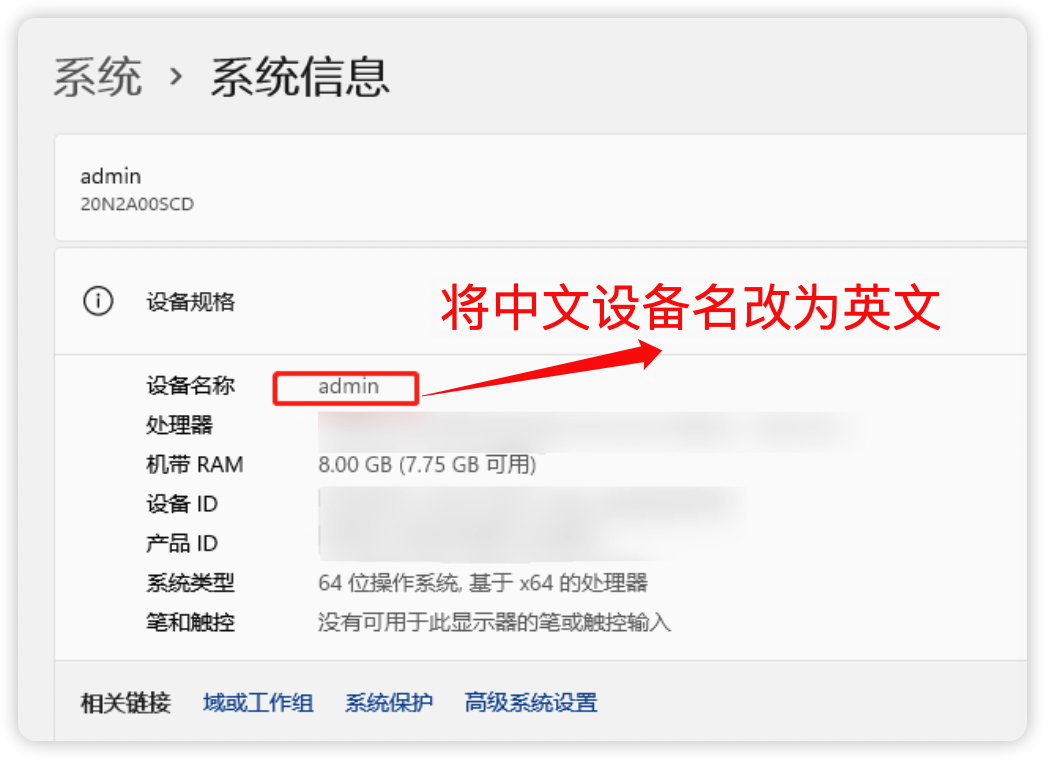 系统 › 系统信息
admin
20N2A00SCD
设备规格
将中文设备名改为英文
设备名称 admin
处理器
机带 RAM 8.00 GB (7.75 GB 可用)
设备 ID
产品 ID
系统类型 64 位操作系统, 基于 x64 的处理器
笔和触控 没有可用于此显示器的笔或触控输入
相关链接 域或工作组 系统保护 高级系统设置